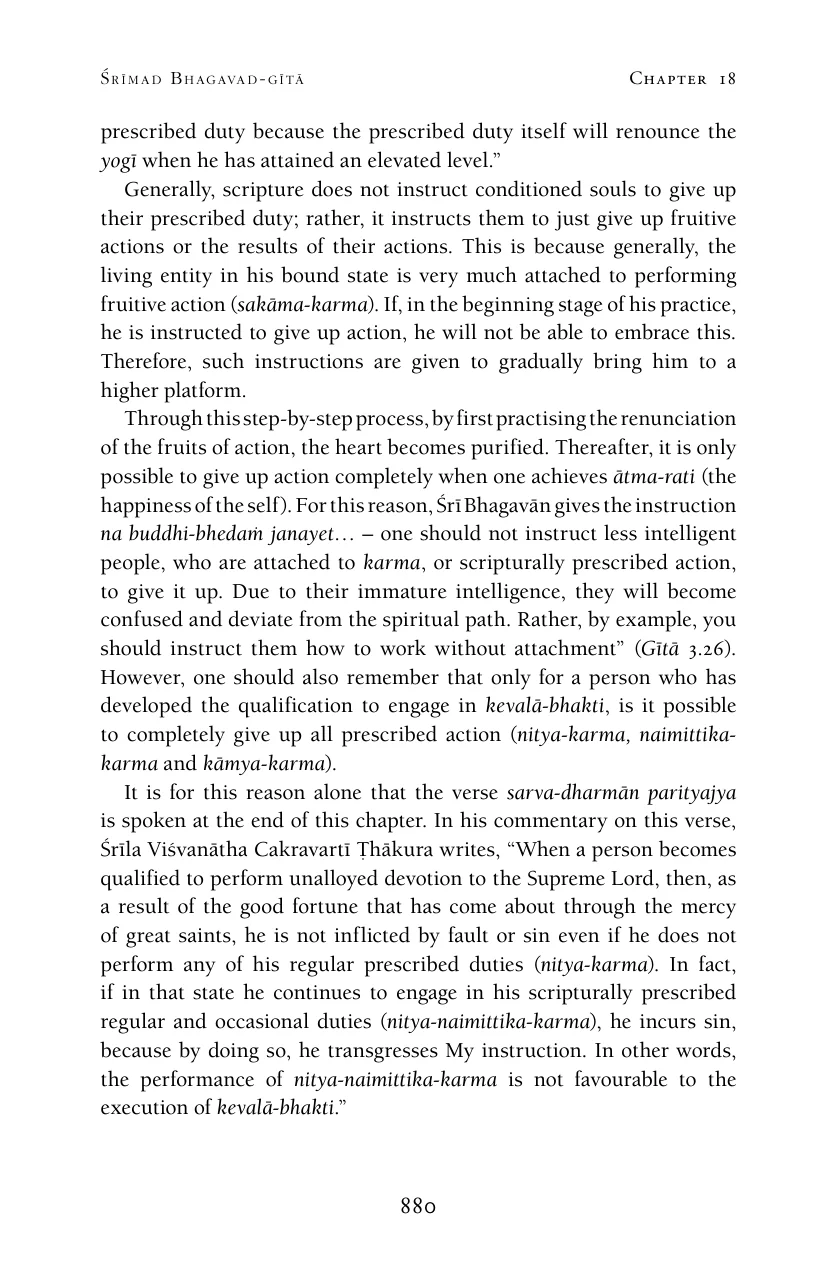 Śrīmad Bhagavad-gītā Chapter 18
prescribed duty because the prescribed duty itself will renounce the
yogī when he has attained an elevated level.”
Generally, scripture does not instruct conditioned souls to give up
their prescribed duty; rather, it instructs them to just give up fruitive
actions or the results of their actions. This is because generally, the
living entity in his bound state is very much attached to performing
fruitive action (sakāma-karma). If, in the beginning stage of his practice,
he is instructed to give up action, he will not be able to embrace this.
Therefore, such instructions are given to gradually bring him to a
higher platform.
Through this step-by-step process, by first practising the renunciation
of the fruits of action, the heart becomes purified. Thereafter, it is only
possible to give up action completely when one achieves ātma-rati (the
happiness of the self). For this reason, Śrī Bhagavān gives the instruction
na buddhi-bhedaṁ janayet… – one should not instruct less intelligent
people, who are attached to karma, or scripturally prescribed action,
to give it up. Due to their immature intelligence, they will become
confused and deviate from the spiritual path. Rather, by example, you
should instruct them how to work without attachment” (Gītā 3.26).
However, one should also remember that only for a person who has
developed the qualification to engage in kevalā-bhakti, is it possible
to completely give up all prescribed action (nitya-karma, naimittika-
karma and kāmya-karma).
It is for this reason alone that the verse sarva-dharmān parityajya
is spoken at the end of this chapter. In his commentary on this verse,
Śrīla Viśvanātha Cakravartī Ṭhākura writes, “When a person becomes
qualified to perform unalloyed devotion to the Supreme Lord, then, as
a result of the good fortune that has come about through the mercy
of great saints, he is not inflicted by fault or sin even if he does not
perform any of his regular prescribed duties (nitya-karma). In fact,
if in that state he continues to engage in his scripturally prescribed
regular and occasional duties (nitya-naimittika-karma), he incurs sin,
because by doing so, he transgresses My instruction. In other words,
the performance of nitya-naimittika-karma is not favourable to the
execution of kevalā-bhakti.”
880